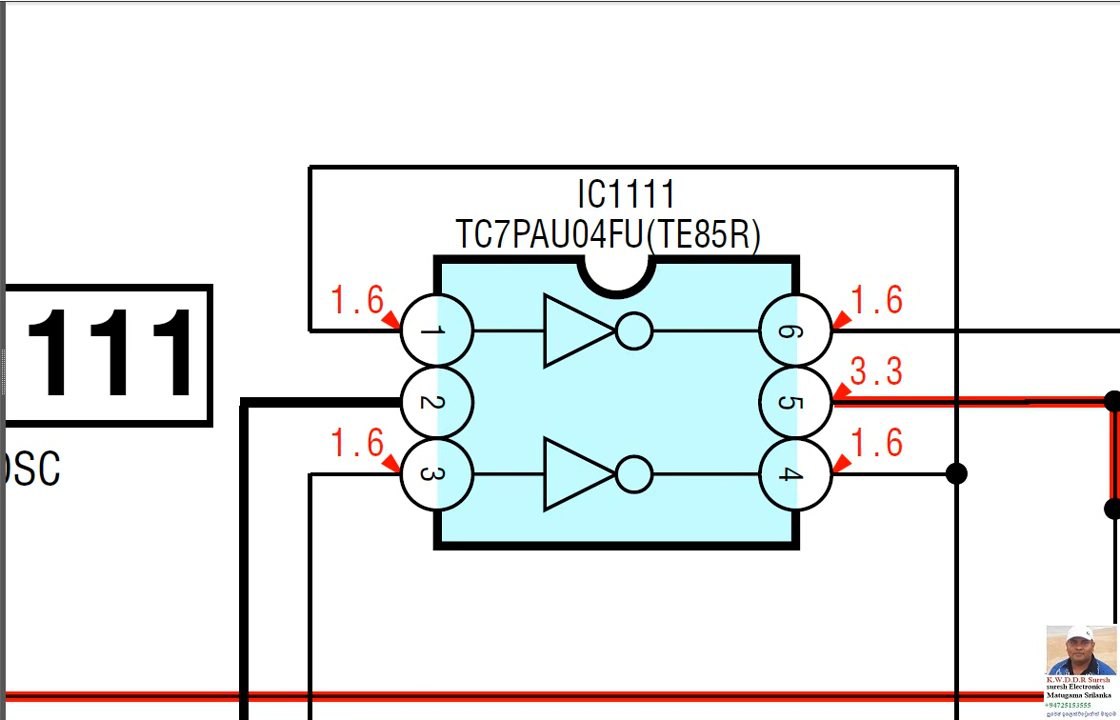 IC1111
TC7PAU04FU(TE85R)
1.6
1
6
1.6
111
2
5
3.3
OSC
1.6
3
4
1.6
K.W.D.D.R Suresh
suresh Electronics
Matugama Srilanka
+94725153555